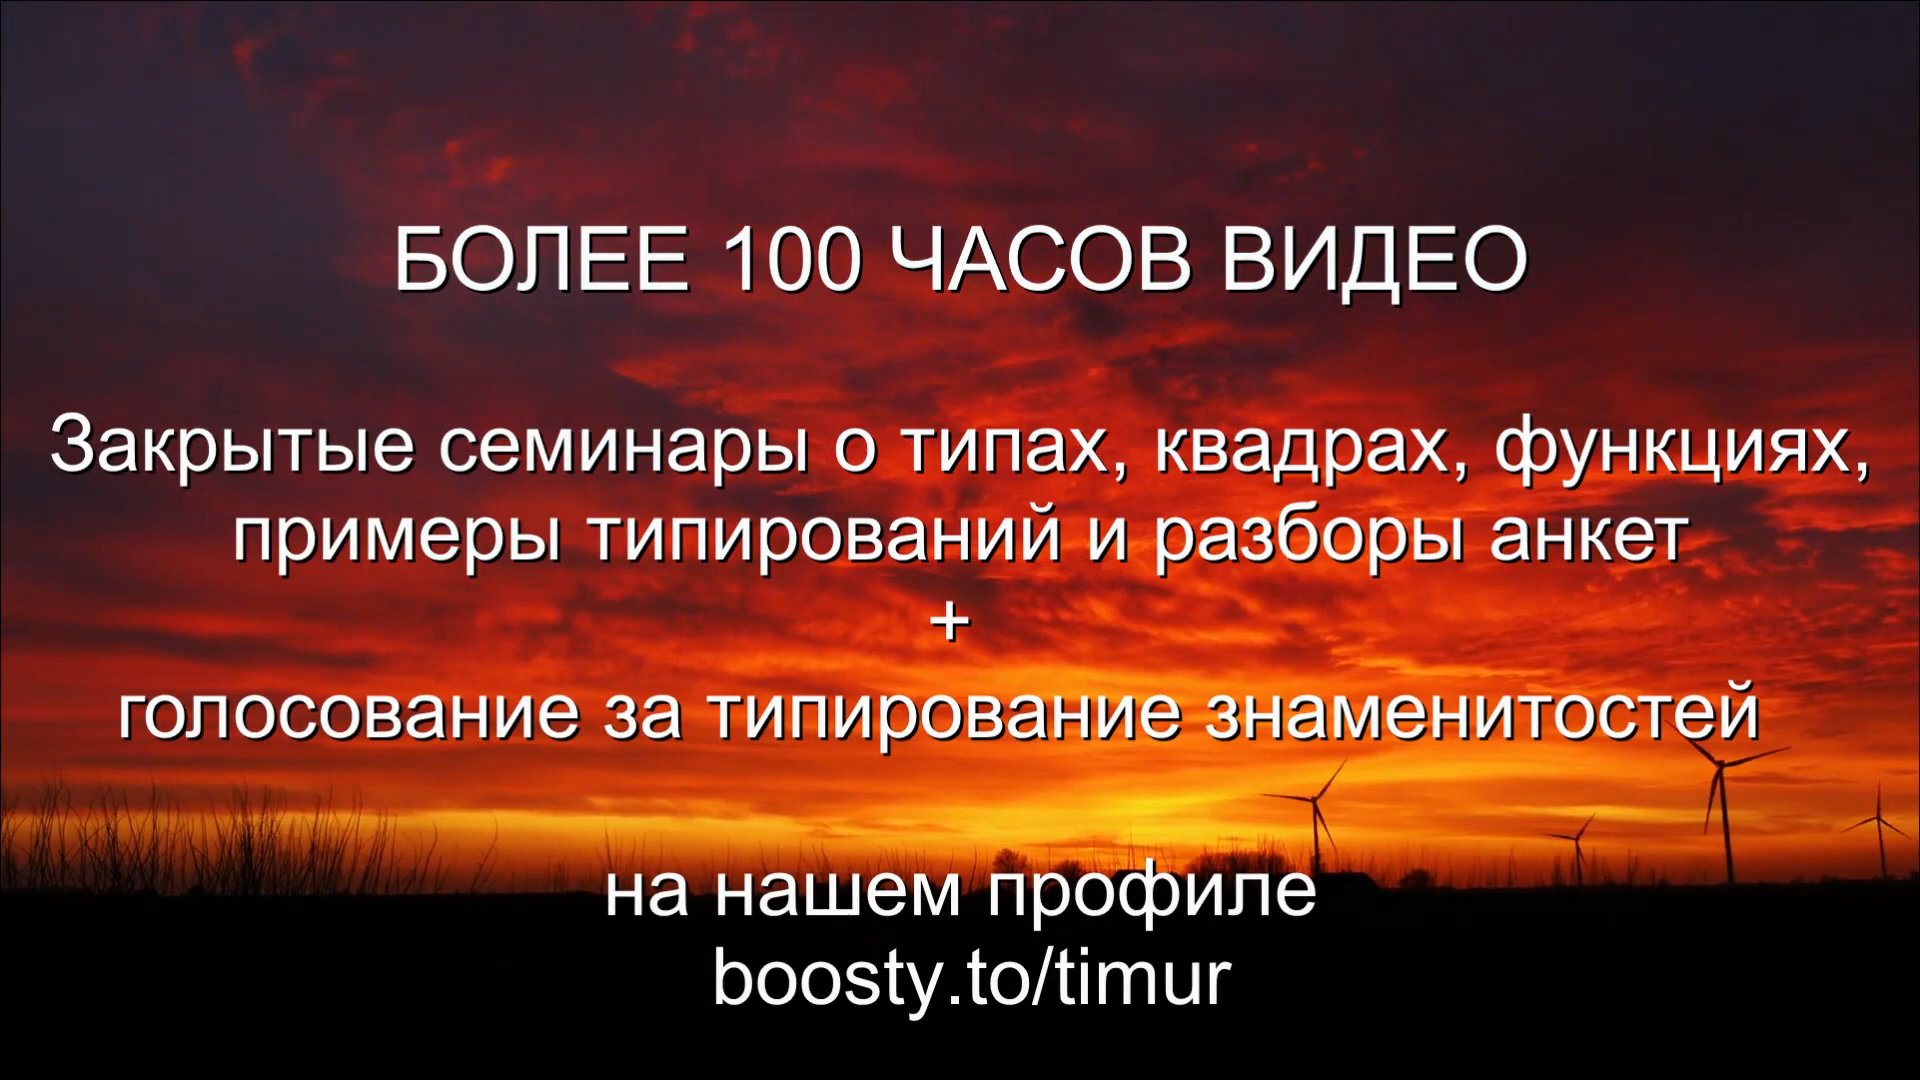 БОЛЕЕ 100 ЧАСОВ ВИДЕО
Закрытые семинары о типах, квадрах, функциях,
примеры типирований и разборы анкет
+
голосование за типирование знаменитостей
на нашем профиле
boosty.to/timur